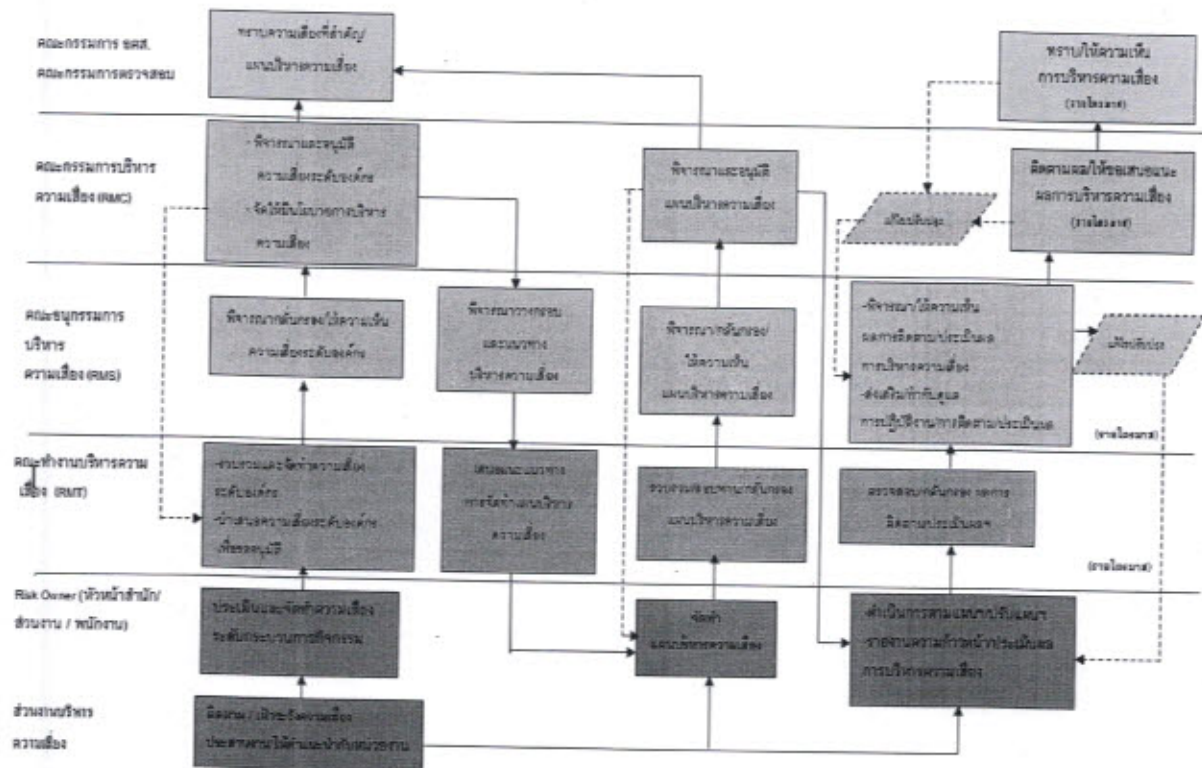 คณะกรรมการ อคส.
คณะกรรมการตรวจสอบ
ทราบความเสี่ยงที่สำคัญ/
แผนบริหารความเสี่ยง
ทราบ/ให้ความเห็น
การบริหารความเสี่ยง
(รายไตรมาส)
คณะกรรมการบริหาร
ความเสี่ยง (RMC)
- พิจารณาและอนุมัติ
ความเสี่ยงระดับองค์กร
- จัดให้มีนโยบายการบริหาร
ความเสี่ยง
พิจารณาและอนุมัติ
แผนบริหารความเสี่ยง
แก้ไขปรับปรุง
ติดตามผล/ให้ขอเสนอแนะ
ผลการบริหารความเสี่ยง
(รายไตรมาส)
คณะอนุกรรมการ
บริหาร
ความเสี่ยง (RMS)
พิจารณากลั่นกรอง/ให้ความเห็น
ความเสี่ยงระดับองค์กร
พิจารณาวางกรอบ
และแนวทาง
บริหารความเสี่ยง
พิจารณา/กลั่นกรอง/
ให้ความเห็น
แผนบริหารความเสี่ยง
-พิจารณา/ให้ความเห็น
ผลการติดตาม/ประเมินผล
การบริหารความเสี่ยง
-ส่งเสริม/กำกับดูแล
การปฏิบัติงาน/การติดตาม/ประเมินผล
แก้ไขปรับปรุง
(รายไตรมาส)
คณะทำงานบริหารความ
เสี่ยง (RMT)
-รวบรวมและจัดทำความเสี่ยง
ระดับองค์กร
-นำเสนอความเสี่ยงระดับองค์กร
เพื่อขออนุมัติ
เสนอแนะแนวทาง
การจัดทำแผนบริหาร
ความเสี่ยง
รวบรวม/สอบทาน/กลั่นกรอง
แผนบริหารความเสี่ยง
ตรวจสอบ/กลั่นกรอง ผลการ
ติดตาม/ประเมินผลฯ
(รายไตรมาส)
Risk Owner (หัวหน้าสำนัก/
ส่วนงาน / พนักงาน)
ประเมินและจัดทำความเสี่ยง
ระดับกระบวนการ/กิจกรรม
จัดทำ
แผนบริหารความเสี่ยง
-ดำเนินการตามแผนฯ/ปรับแผนฯ
-รายงานความก้าวหน้า/ประเมินผล
การบริหารความเสี่ยง
ส่วนงานบริหาร
ความเสี่ยง
ติดตาม / เฝ้าระวังความเสี่ยง
ประสานงาน/ให้คำแนะนำกับหน่วยงาน